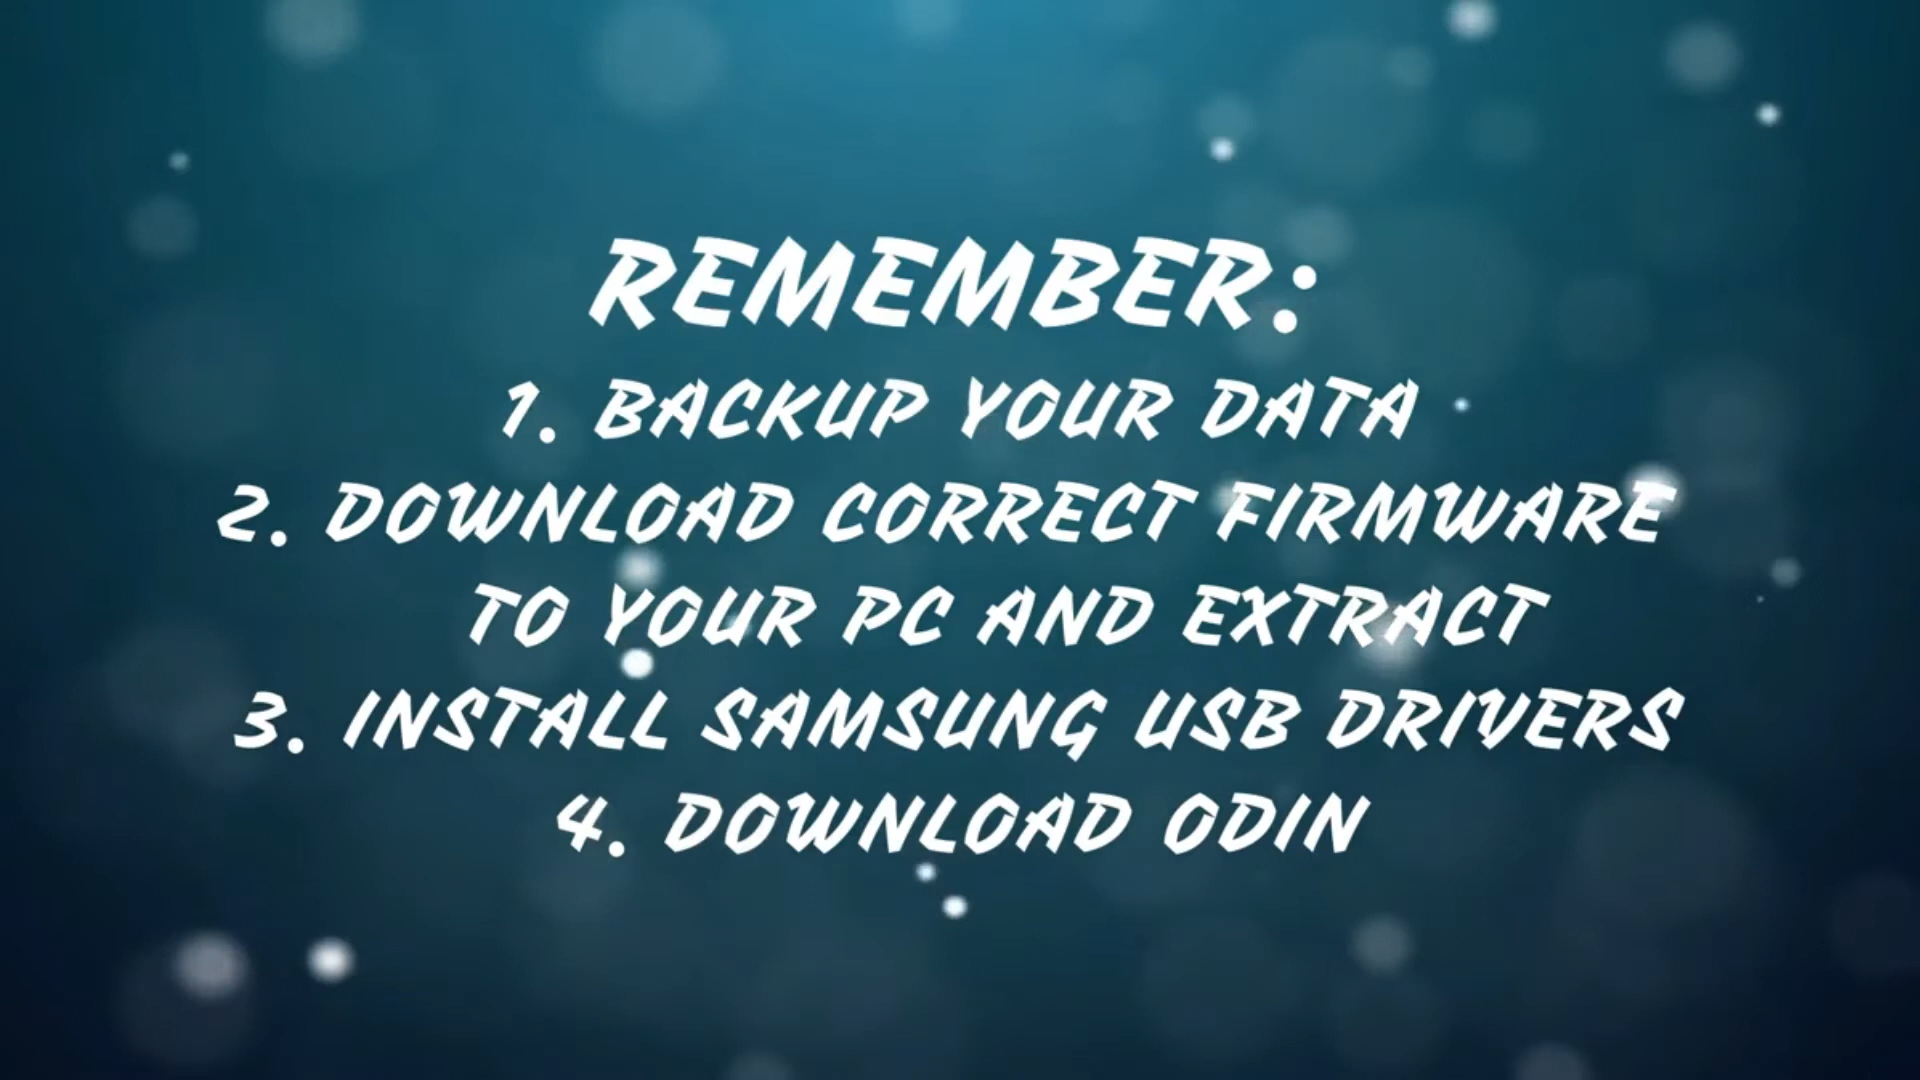 REMEMBER:
1. BACKUP YOUR DATA
2. DOWNLOAD CORRECT FIRMWARE
TO YOUR PC AND EXTRACT
3. INSTALL SAMSUNG USB DRIVERS
4. DOWNLOAD ODIN